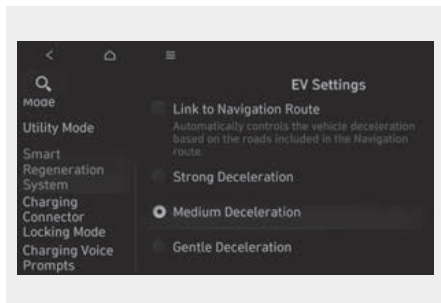 EV Settings
Mode
Utility Mode
Smart
Regeneration
System
Charging
Connector
Locking Mode
Charging Voice
Prompts
Link to Navigation Route
Automatically controls the vehicle deceleration
based on the roads included in the Navigation
route.
Strong Deceleration
Medium Deceleration
Gentle Deceleration